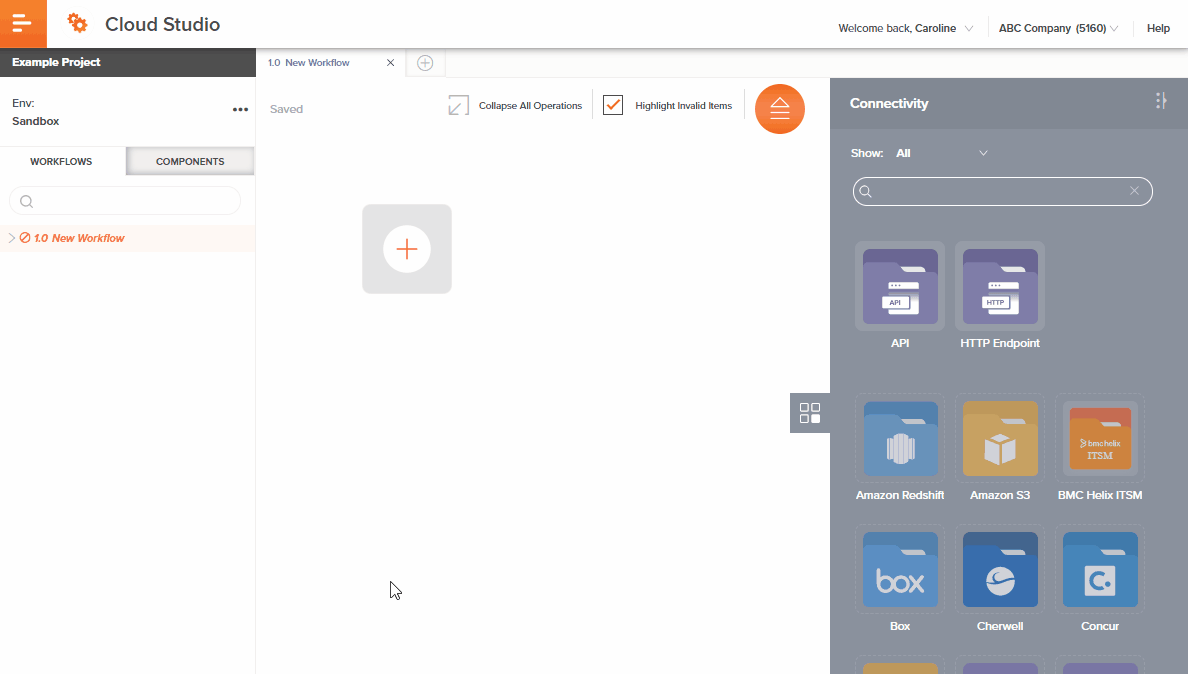 Cloud Studio
Welcome back, Caroline
ABC Company (5160)
Help
Example Project
1.0 New Workflow
Env:
Sandbox
Saved
Collapse All Operations
Highlight Invalid Items
Connectivity
WORKFLOWS
COMPONENTS
Show: All
1.0 New Workflow
API
HTTP
API
HTTP Endpoint
bmc helix
ITSM
Amazon Redshift
Amazon S3
BMC Helix ITSM
box
C.
Box
Cherwell
Concur